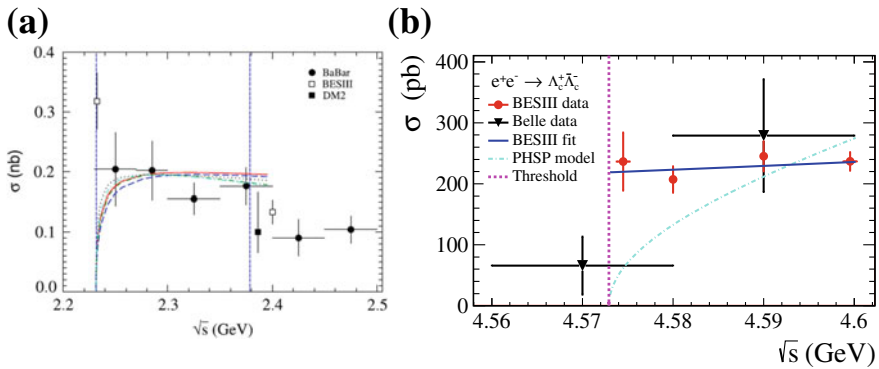 (a)
σ (nb)
0.4
0.3
0.2
0.1
0.0
BaBar
BESIII
DM2
2.2
2.3
2.4
2.5
√s (GeV)
(b)
σ (pb)
400
300
200
100
0
e⁺e⁻ → Λ_c⁺Λ̄_c⁻
BESIII data
Belle data
BESIII fit
PHSP model
Threshold
4.56
4.57
4.58
4.59
4.6
√s (GeV)